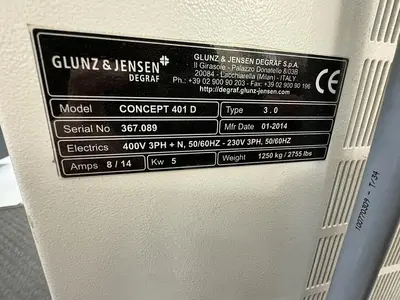 GLUNZ & JENSEN
DEGRAF
GLUNZ & JENSEN DEGRAF S.p.A.
Il Girasole - Palazzo Donatello 8/03B
20084 - Lacchiarella (Milan) - ITALY
Ph.: +39 02 900 90 203 - Fax: +39 02 900 90 196
http://degraf.glunz-jensen.com
CE
Model CONCEPT 401 D Type 3.0
Serial No 367.089 Mfr Date 01-2014
Electrics 400V 3PH + N, 50/60HZ - 230V 3PH, 50/60HZ
Amps 8 / 14 Kw 5 Weight 1250 kg / 2755 lbs
100770309 - T/34